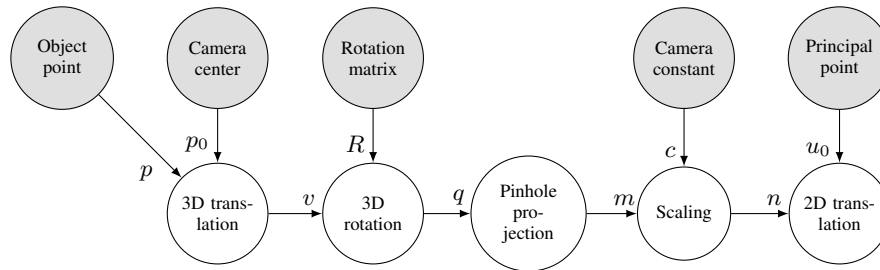 Object
point
Camera
center
Rotation
matrix
Camera
constant
Principal
point
p
p₀
R
c
u₀
3D trans-
lation
v
3D
rotation
q
Pinhole
pro-
jection
m
Scaling
n
2D trans-
lation